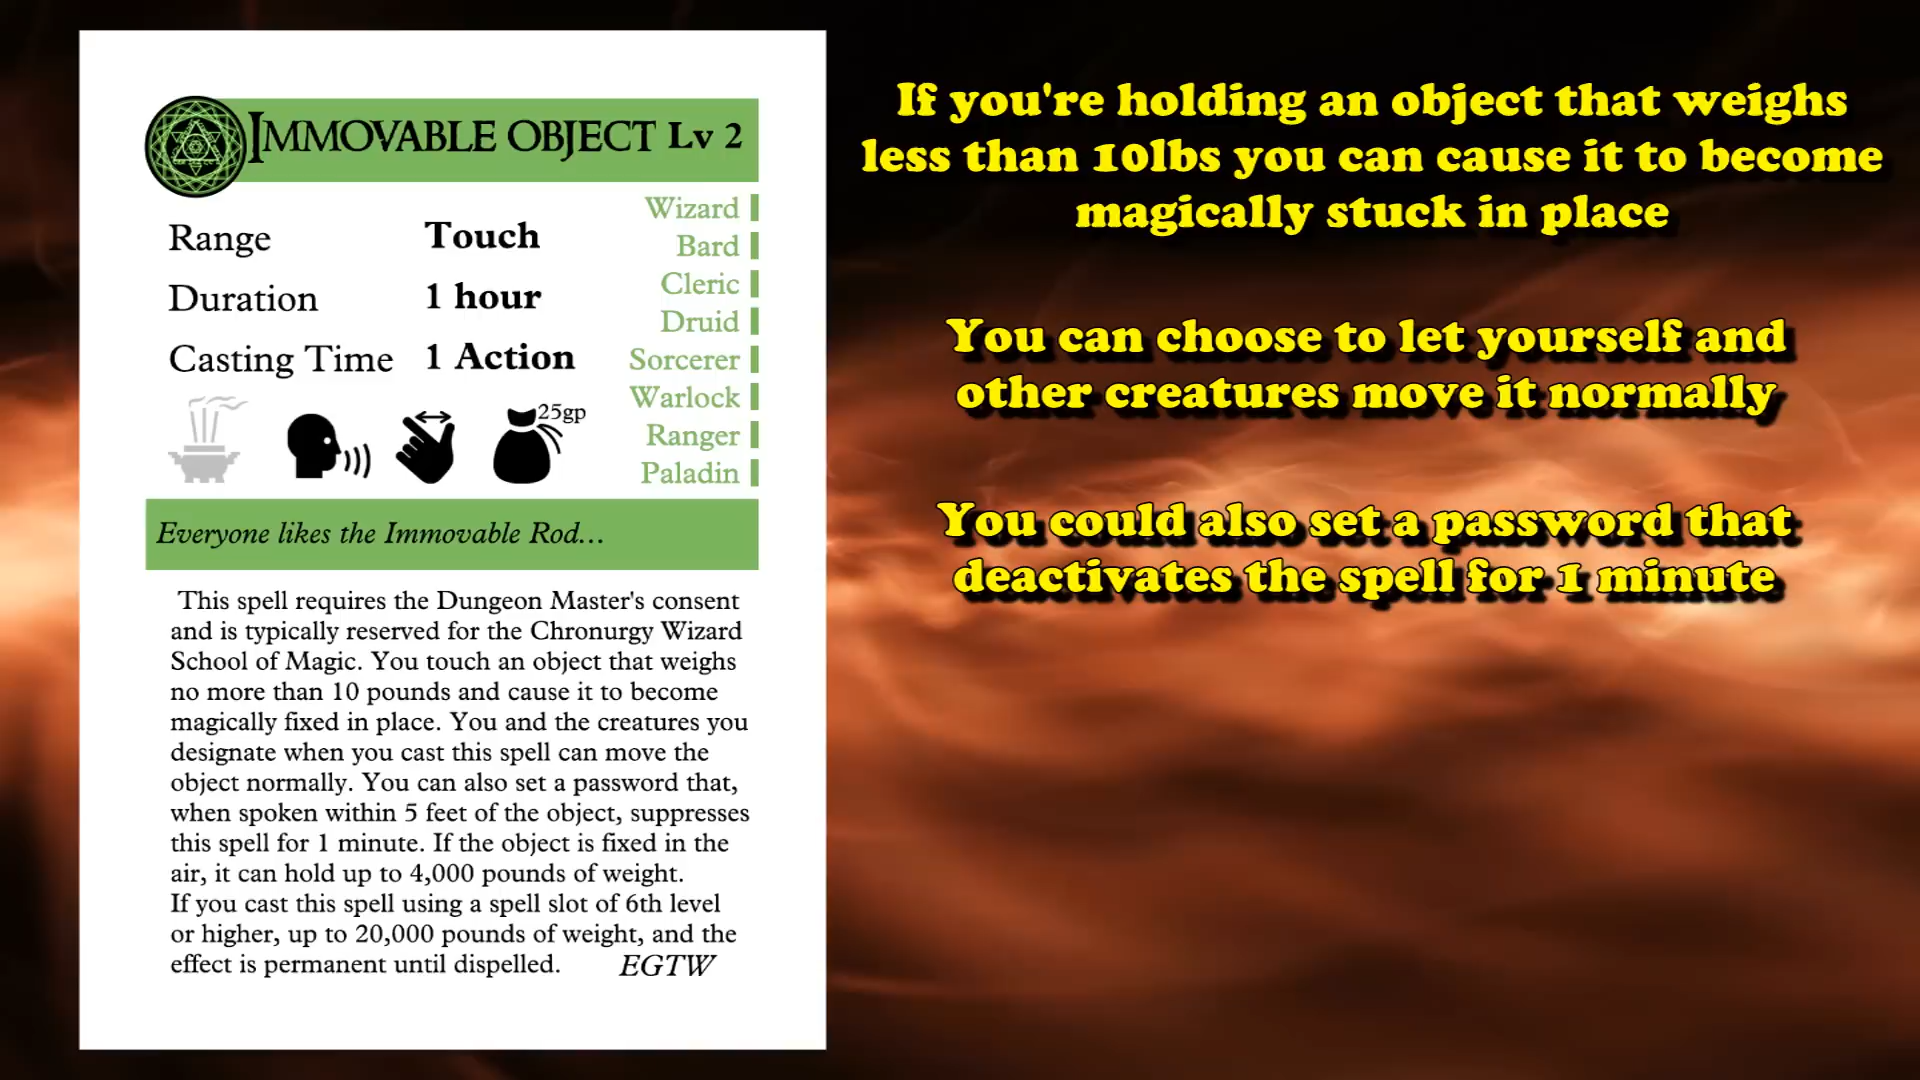 IMMOVABLE OBJECT Lv 2
Range Touch
Duration 1 hour
Casting Time 1 Action
25gp
Wizard
Bard
Cleric
Druid
Sorcerer
Warlock
Ranger
Paladin
Everyone likes the Immovable Rod...
This spell requires the Dungeon Master's consent
and is typically reserved for the Chronurgy Wizard
School of Magic. You touch an object that weighs
no more than 10 pounds and cause it to become
magically fixed in place. You and the creatures you
designate when you cast this spell can move the
object normally. You can also set a password that,
when spoken within 5 feet of the object, suppresses
this spell for 1 minute. If the object is fixed in the
air, it can hold up to 4,000 pounds of weight.
If you cast this spell using a spell slot of 6th level
or higher, up to 20,000 pounds of weight, and the
effect is permanent until dispelled. EGTW
If you're holding an object that weighs
less than 10lbs you can cause it to become
magically stuck in place
You can choose to let yourself and
other creatures move it normally
You could also set a password that
deactivates the spell for 1 minute